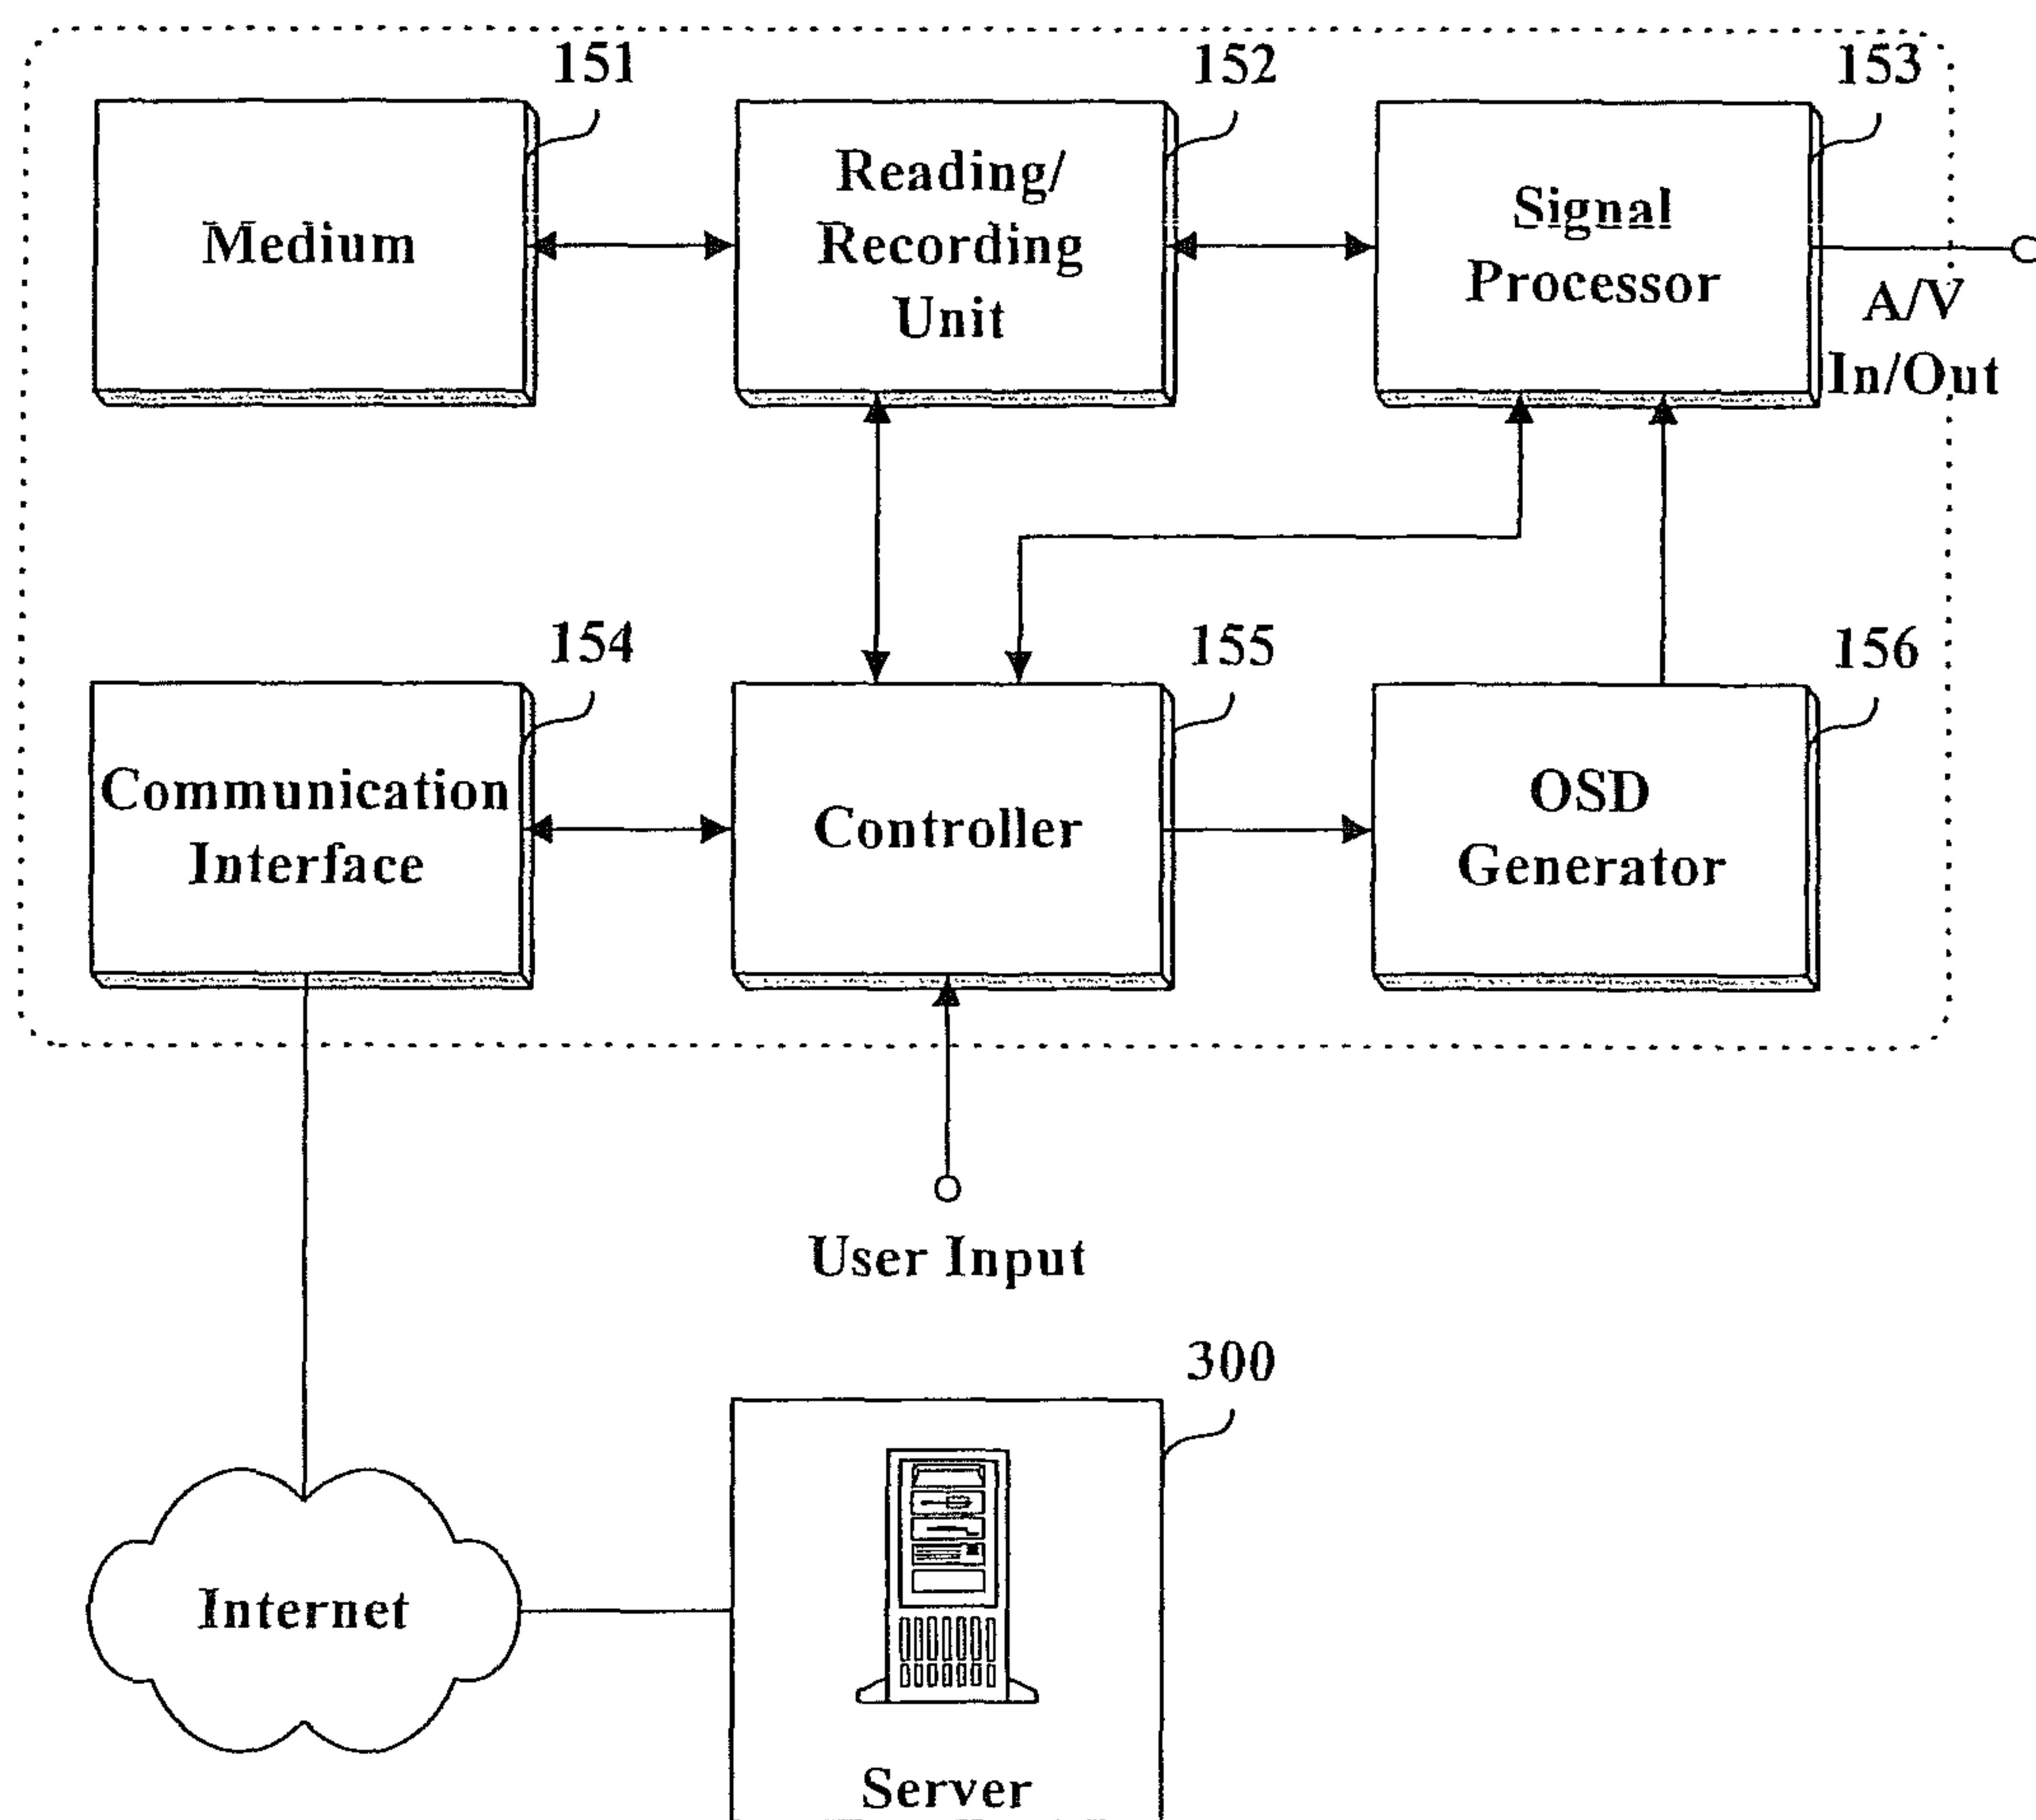 151
152
153
Medium
Reading/
Recording
Unit
Signal
Processor
A/V
In/Out
154
155
156
Communication
Interface
Controller
OSD
Generator
User Input
300
Internet
Server